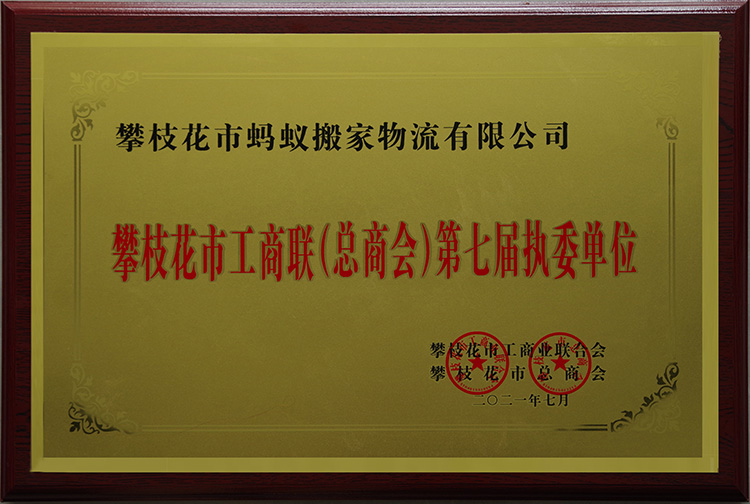 攀枝花市蚂蚁搬家物流有限公司
攀枝花市工商联(总商会)第七届执委单位
攀枝花市工商业联合会
攀枝花市总商会
二〇二一年七月